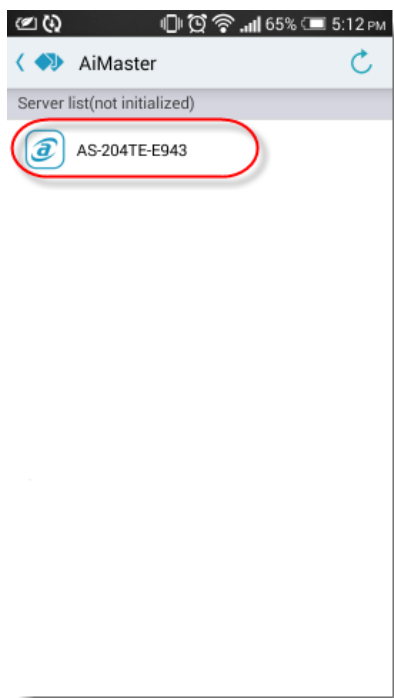 65% 5:12 PM
AiMaster
Server list(not initialized)
a
AS-204TE-E943